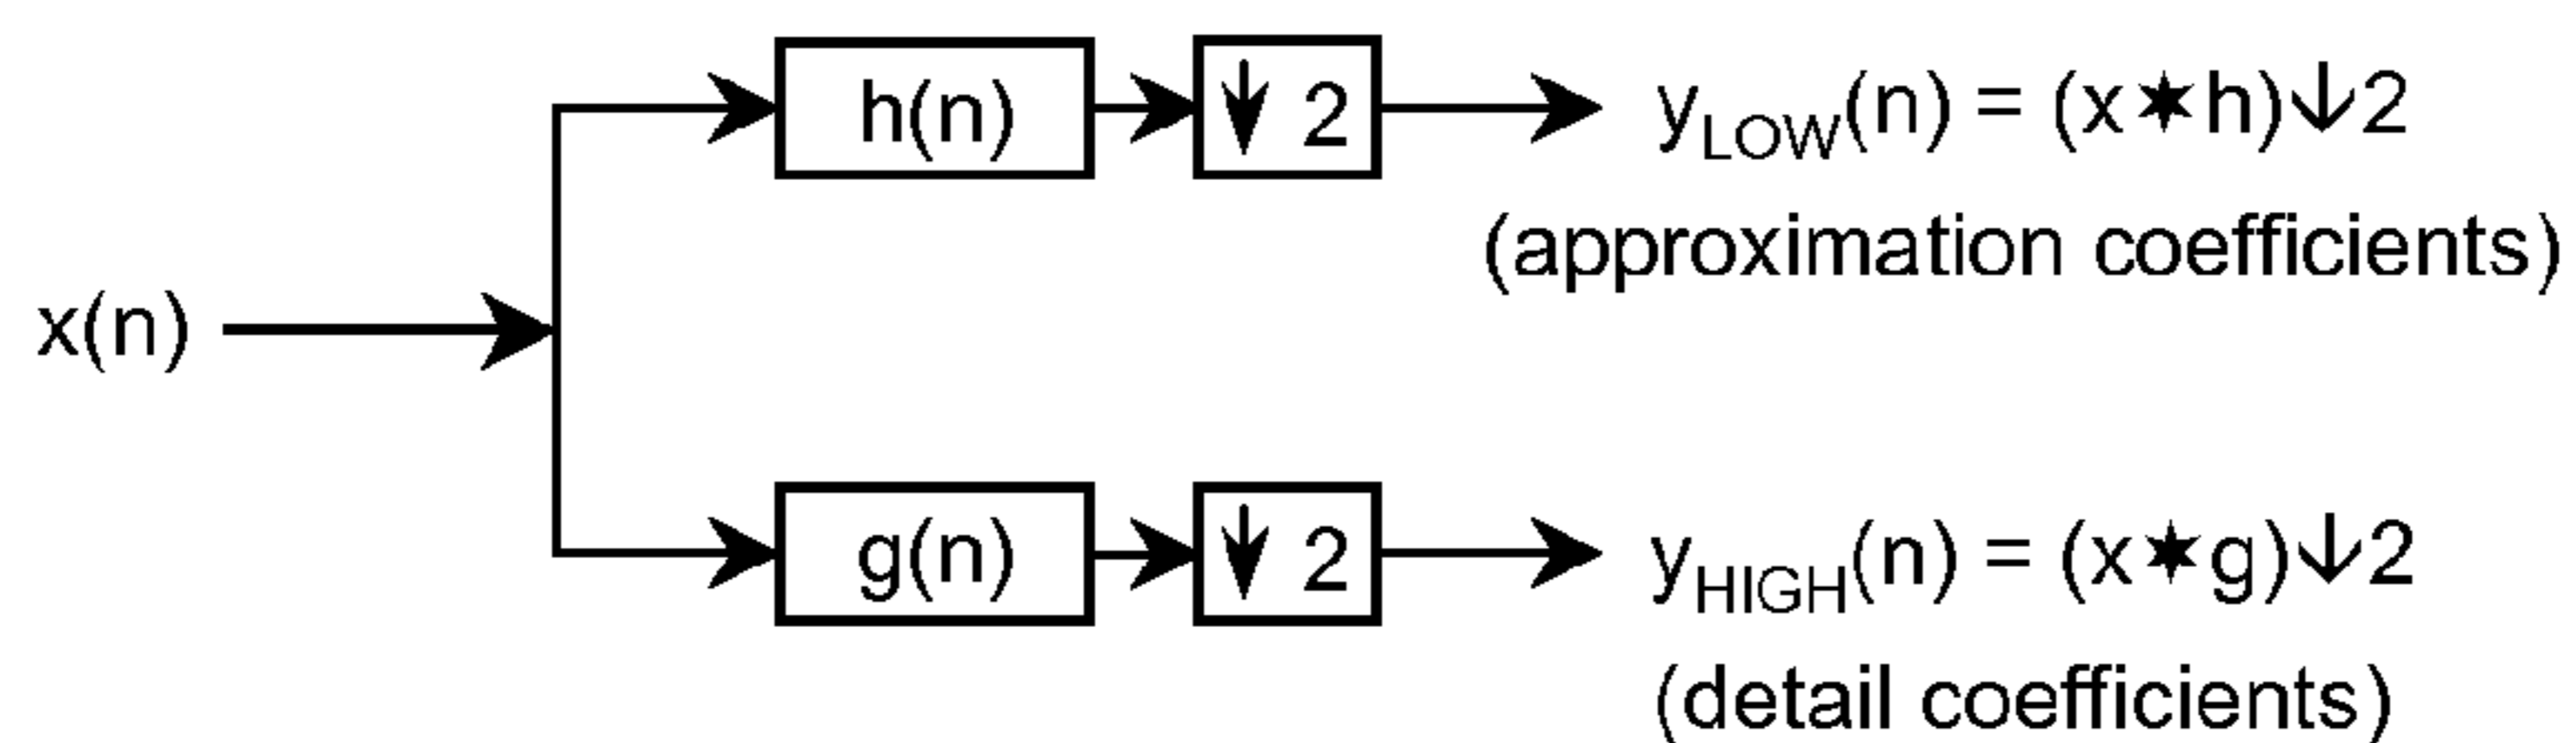 h(n)
↓ 2
y_LOW(n) = (x✶h)↓2
(approximation coefficients)
x(n)
g(n)
↓ 2
y_HIGH(n) = (x✶g)↓2
(detail coefficients)